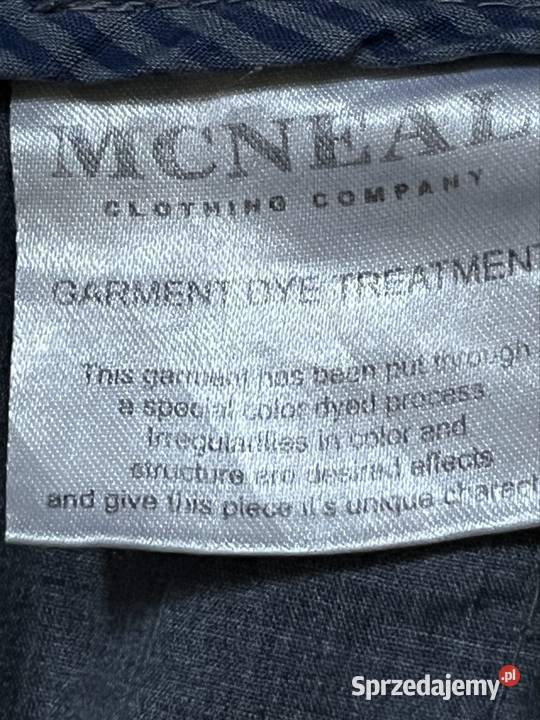 MCNEAL
CLOTHING COMPANY
GARMENT DYE TREATMENT
This garment has been put through
a special color dyed process.
Irregularities in color and
structure are desired effects
and give this piece it's unique charact
Sprzedajemy.pl